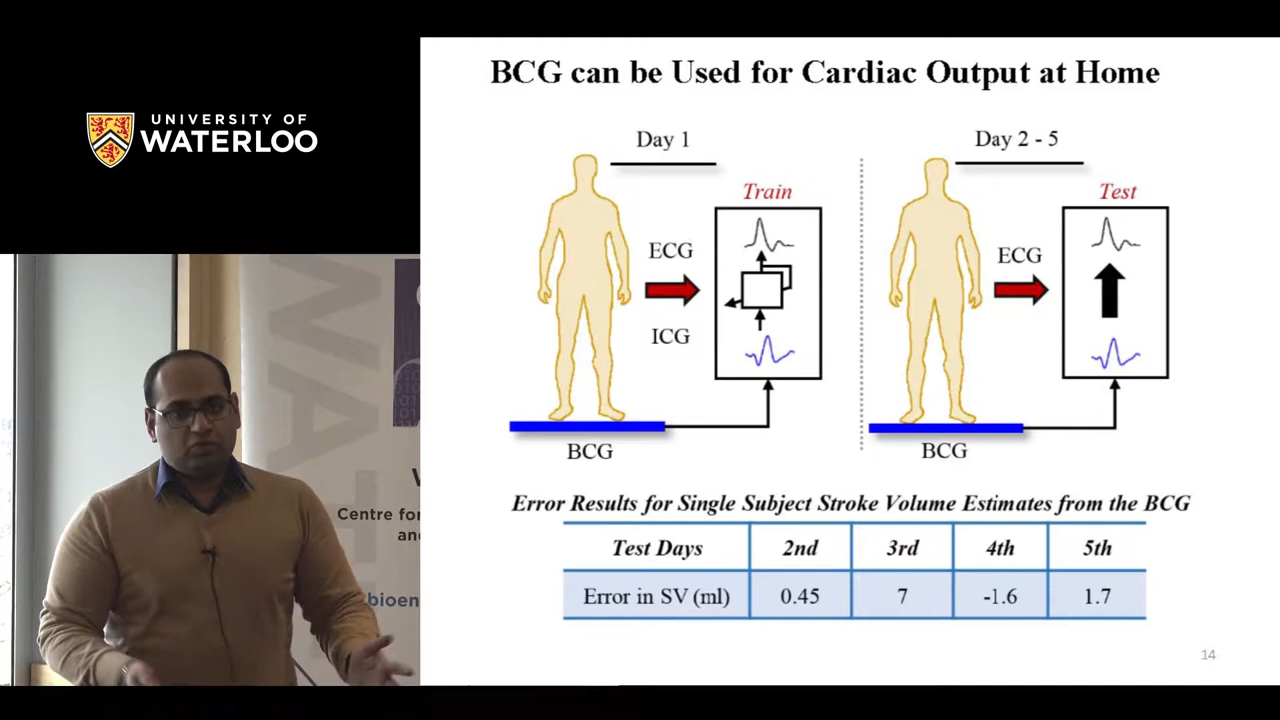 UNIVERSITY OF
WATERLOO
Centre for
an
bioen
BCG can be Used for Cardiac Output at Home
Day 1
Train
ECG
ICG
BCG
Day 2 - 5
Test
ECG
BCG
Error Results for Single Subject Stroke Volume Estimates from the BCG
Test Days 2nd 3rd 4th 5th
Error in SV (ml) 0.45 7 -1.6 1.7
14